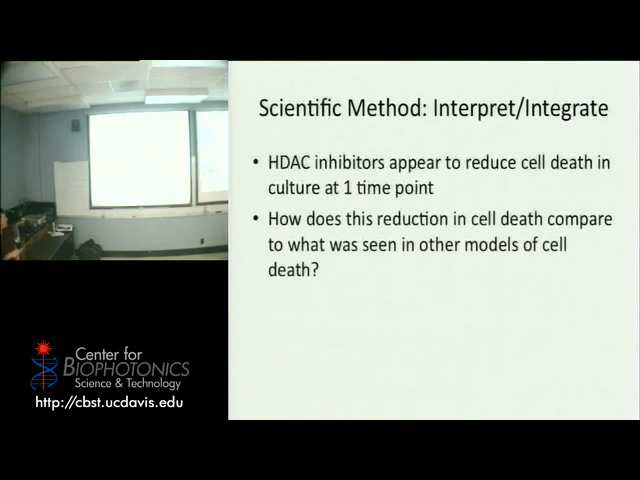 Scientific Method: Interpret/Integrate
• HDAC inhibitors appear to reduce cell death in
culture at 1 time point
• How does this reduction in cell death compare
to what was seen in other models of cell
death?
Center for
BIOPHOTONICS
Science & Technology
http://cbst.ucdavis.edu